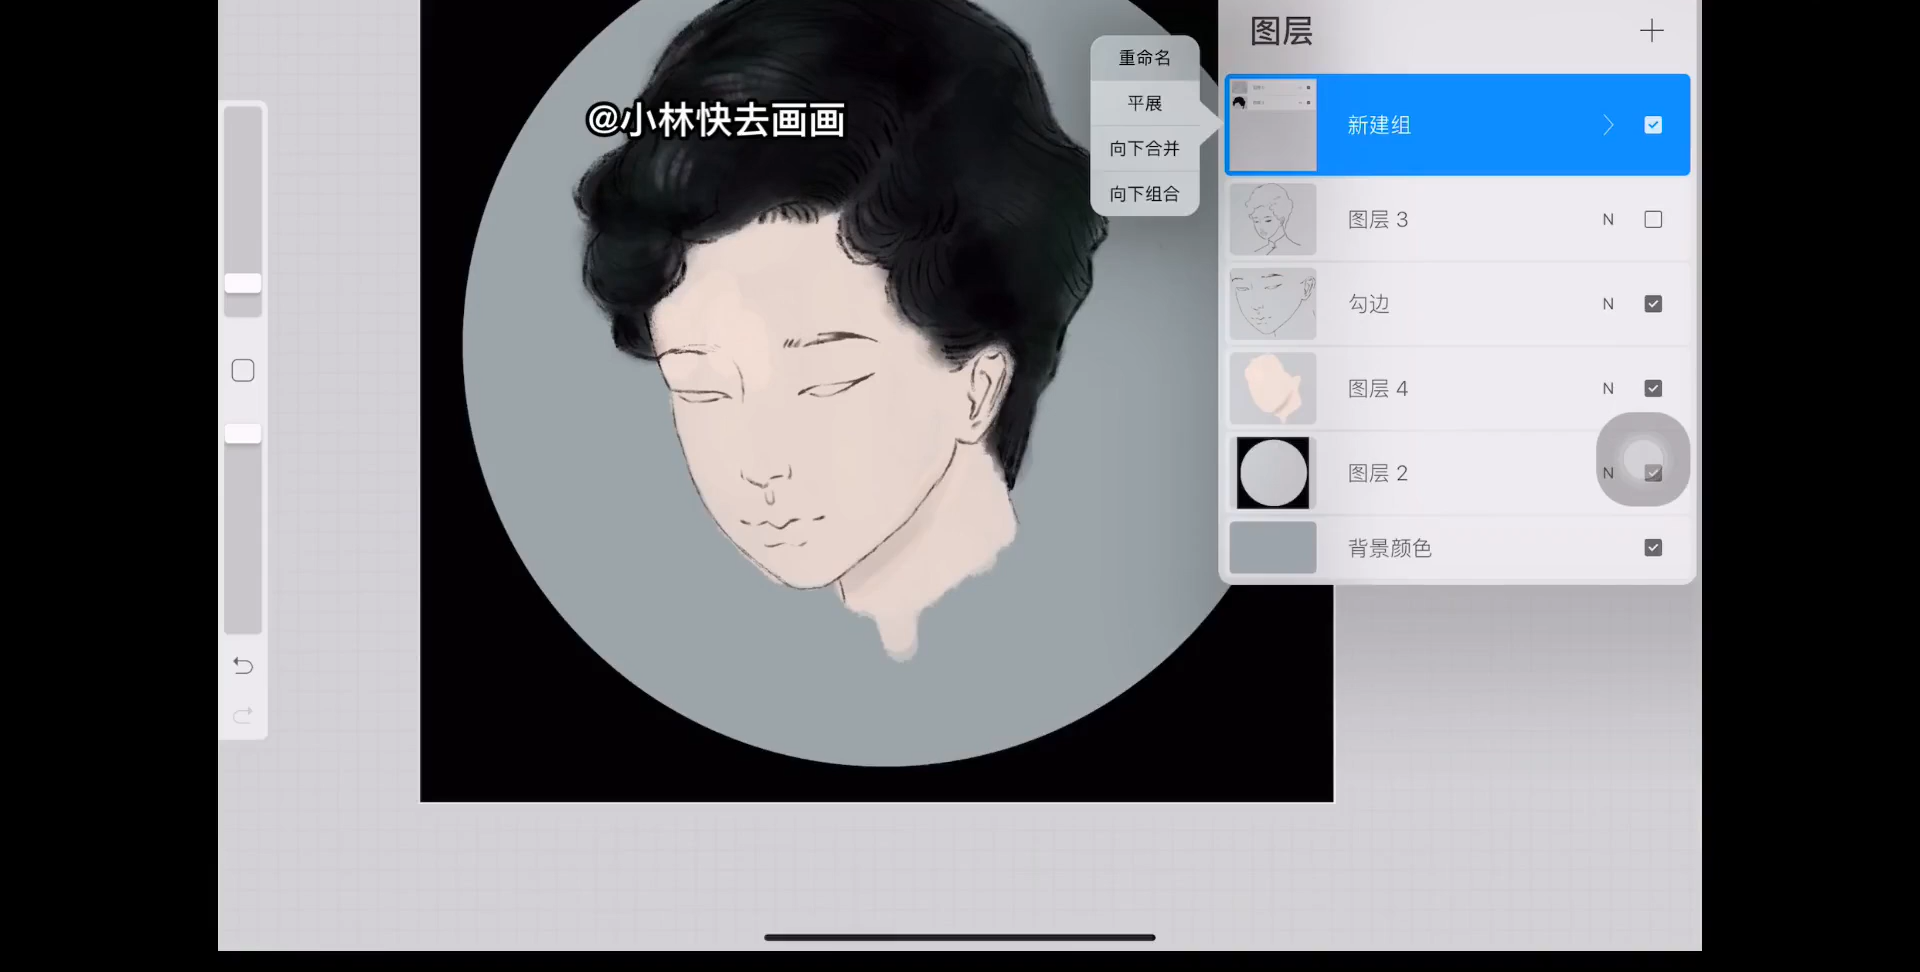 图层
重命名
平展
向下合并
向下组合
@小林快去画画
新建组
图层 3 N
勾边 N
图层 4 N
图层 2 N
背景颜色